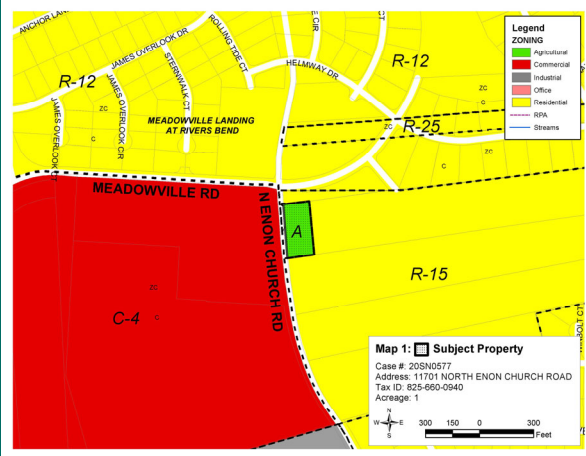 ANCHOR LAN
JAMES OVERLOOK DR
ROLLING TIDE CT
E CIR
CT
R-12
STERNWALK CT
HELMWAY DR
R-12
JAMES OVERLOOK CT
JAMES OVERLOOK CIR
ZC
C
MEADOWVILLE LANDING
AT RIVERS BEND
ZC
C
ZC
R-25
ZC
C
MEADOWVILLE RD
N ENON CHURCH RD
A
R-15
ZC
C
C-4
Legend
ZONING
Agricultural
Commercial
Industrial
Office
Residential
RPA
Streams
Map 1: Subject Property
Case #: 20SN0577
Address: 11701 NORTH ENON CHURCH ROAD
Tax ID: 825-660-0940
Acreage: 1
N
W E
S
300 150 0 300
Feet